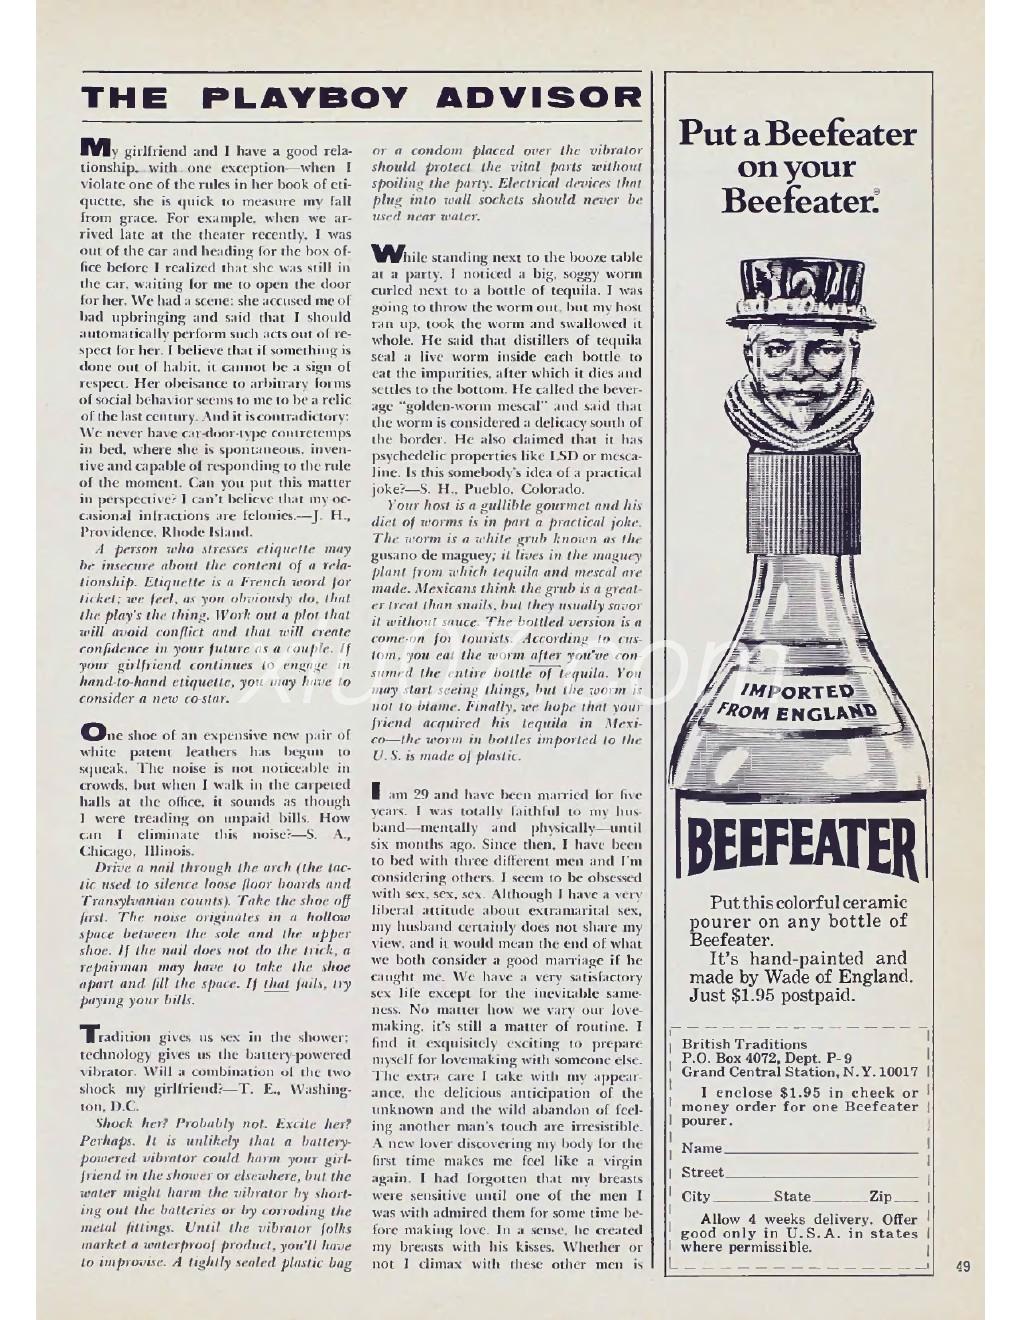 THE PLAYBOY ADVISOR
My girlfriend and I have a good rela-
tionship, with one exception—when I
violate one of the rules in her book of eti-
quette, she is quick to measure my fall
from grace. For example, when we ar-
rived late at the theater recently, I was
out of the car and heading for the box of-
fice before I realized that she was still in
the car, waiting for me to open the door
for her. We had a scene; she accused me of
bad upbringing and said that I should
automatically perform such acts out of re-
spect for her. I believe that if something is
done out of habit, it cannot be a sign of
respect. Her obeisance to arbitrary forms
of social behavior seems to me to be a relic
of the last century. And it is contradictory:
We never have car-door-type contretemps
in bed, where she is spontaneous, inven-
tive and capable of responding to the rule
of the moment. Can you put this matter
in perspective? I can't believe that my oc-
casional infractions are felonies.—J. H.,
Providence, Rhode Island.
A person who stresses etiquette may
be insecure about the content of a rela-
tionship. Etiquette is a French word for
ticket; we feel, as you obviously do, that
the play's the thing. Work out a plot that
will avoid conflict and that will create
confidence in your future as a couple. If
your girlfriend continues to engage in
hand-to-hand etiquette, you may have to
consider a new co-star.
One shoe of an expensive new pair of
white patent leathers has begun to
squeak. The noise is not noticeable in
crowds, but when I walk in the carpeted
halls at the office, it sounds as though
I were treading on unpaid bills. How
can I eliminate this noise?—S. A.,
Chicago, Illinois.
Drive a nail through the arch (the tac-
tic used to silence loose floor boards and
Transylvanian counts). Take the shoe off
first. The noise originates in a hollow
space between the sole and the upper
shoe. If the nail does not do the trick, a
repairman may have to take the shoe
apart and fill the space. If that fails, try
paying your bills.
Tradition gives us sex in the shower;
technology gives us the battery-powered
vibrator. Will a combination of the two
shock my girlfriend?—T. E., Washing-
ton, D.C.
Shock her? Probably not. Excite her?
Perhaps. It is unlikely that a battery-
powered vibrator could harm your girl-
friend in the shower or elsewhere, but the
water might harm the vibrator by short-
ing out the batteries or by corroding the
metal fittings. Until the vibrator folks
market a waterproof product, you'll have
to improvise. A tightly sealed plastic bag
or a condom placed over the vibrator
should protect the vital parts without
spoiling the party. Electrical devices that
plug into wall sockets should never be
used near water.
While standing next to the booze table
at a party, I noticed a big, soggy worm
curled next to a bottle of tequila. I was
going to throw the worm out, but my host
ran up, took the worm and swallowed it
whole. He said that distillers of tequila
seal a live worm inside each bottle to
eat the impurities, after which it dies and
settles to the bottom. He called the bever-
age "golden-worm mescal" and said that
the worm is considered a delicacy south of
the border. He also claimed that it has
psychedelic properties like LSD or mesca-
line. Is this somebody's idea of a practical
joke?—S. H., Pueblo, Colorado.
Your host is a gullible gourmet and his
diet of worms is in part a practical joke.
The worm is a white grub known as the
gusano de maguey; it lives in the maguey
plant from which tequila and mescal are
made. Mexicans think the grub is a great-
er treat than snails, but they usually savor
it without sauce. The bottled version is a
come-on for tourists. According to cus-
tom, you eat the worm after you've con-
sumed the entire bottle of tequila. You
may start seeing things, but the worm is
not to blame. Finally, we hope that your
friend acquired his tequila in Mexi-
co—the worm in bottles imported to the
U. S. is made of plastic.
I am 29 and have been married for five
years. I was totally faithful to my hus-
band—mentally and physically—until
six months ago. Since then, I have been
to bed with three different men and I'm
considering others. I seem to be obsessed
with sex, sex, sex. Although I have a very
liberal attitude about extramarital sex,
my husband certainly does not share my
view, and it would mean the end of what
we both consider a good marriage if he
caught me. We have a very satisfactory
sex life except for the inevitable same-
ness. No matter how we vary our love-
making, it's still a matter of routine. I
find it exquisitely exciting to prepare
myself for lovemaking with someone else.
The extra care I take with my appear-
ance, the delicious anticipation of the
unknown and the wild abandon of feel-
ing another man's touch are irresistible.
A new lover discovering my body for the
first time makes me feel like a virgin
again. I had forgotten that my breasts
were sensitive until one of the men I
was with admired them for some time be-
fore making love. In a sense, he created
my breasts with his kisses. Whether or
not I climax with these other men is
Put a Beefeater
on your
Beefeater.®
IMPORTED
FROM ENGLAND
BEEFEATER
Put this colorful ceramic
pourer on any bottle of
Beefeater.
It's hand-painted and
made by Wade of England.
Just $1.95 postpaid.
British Traditions
P.O. Box 4072, Dept. P-9
Grand Central Station, N.Y. 10017
I enclose $1.95 in check or
money order for one Beefeater
pourer.
Name
Street
City State Zip
Allow 4 weeks delivery. Offer
good only in U.S.A. in states
where permissible.
49